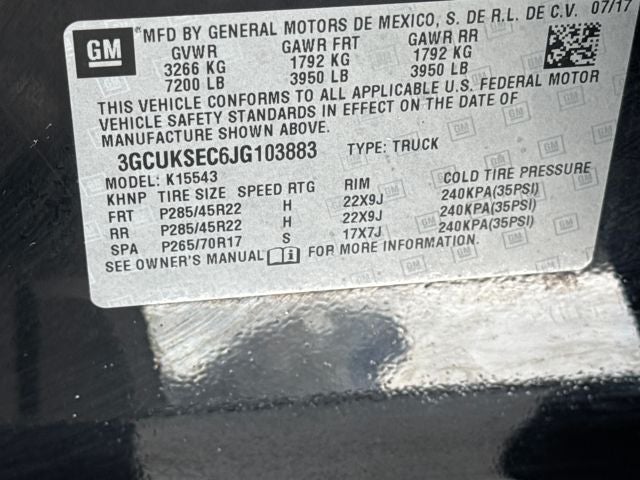 GM
MFD BY GENERAL MOTORS DE MEXICO, S. DE R.L. DE C.V. 07/17
GVWR GAWR FRT GAWR RR
3266 KG 1792 KG 1792 KG
7200 LB 3950 LB 3950 LB
THIS VEHICLE CONFORMS TO ALL APPLICABLE U.S. FEDERAL MOTOR
VEHICLE SAFETY STANDARDS IN EFFECT ON THE DATE OF
MANUFACTURE SHOWN ABOVE.
3GCUKSEC6JG103883 TYPE: TRUCK
MODEL: K15543
KHNP TIRE SIZE SPEED RTG RIM COLD TIRE PRESSURE
FRT P285/45R22 H 22X9J 240KPA(35PSI)
RR P285/45R22 H 22X9J 240KPA(35PSI)
SPA P265/70R17 S 17X7J 240KPA(35PSI)
SEE OWNER'S MANUAL FOR MORE INFORMATION.